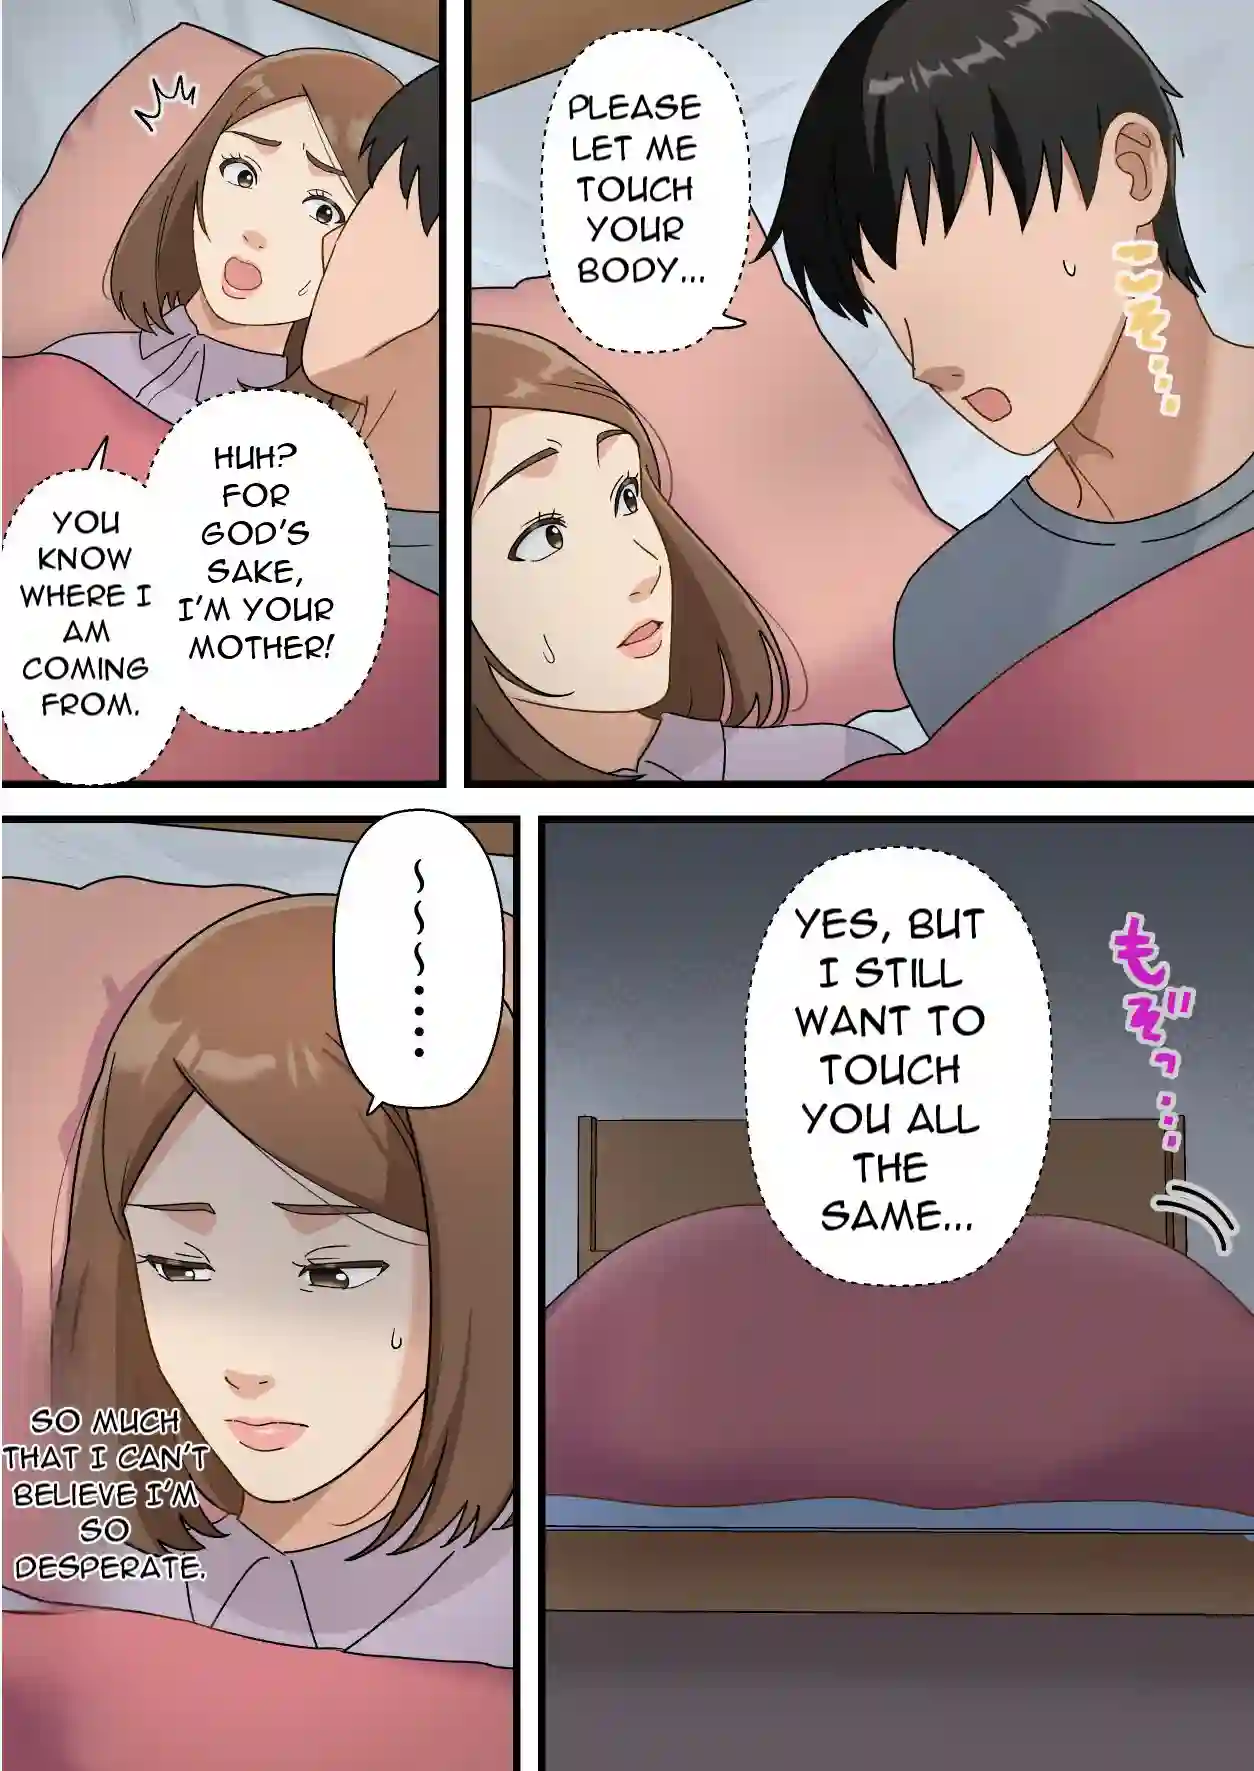 PLEASE
LET ME
TOUCH
YOUR
BODY...
こそ…
HUH?
FOR
GOD'S
SAKE,
I'M YOUR
MOTHER!
YOU
KNOW
WHERE I
AM
COMING
FROM.
YES, BUT
I STILL
WANT TO
TOUCH
YOU ALL
THE
SAME...
もぞっ…
~~~...
SO MUCH
THAT I CAN'T
BELIEVE I'M
SO
DESPERATE.